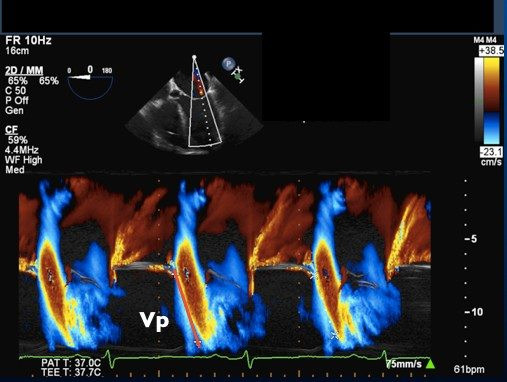 FR 10Hz
16cm
M4 M4
+38.5
2D / MM
65% 65%
C 50
P Off
Gen
0 0 180
P
CF
59%
4.4MHz
WF High
Med
-23.1
cm/s
-5
-10
Vp
PAT T: 37.0C
TEE T: 37.7C
75mm/s
61bpm